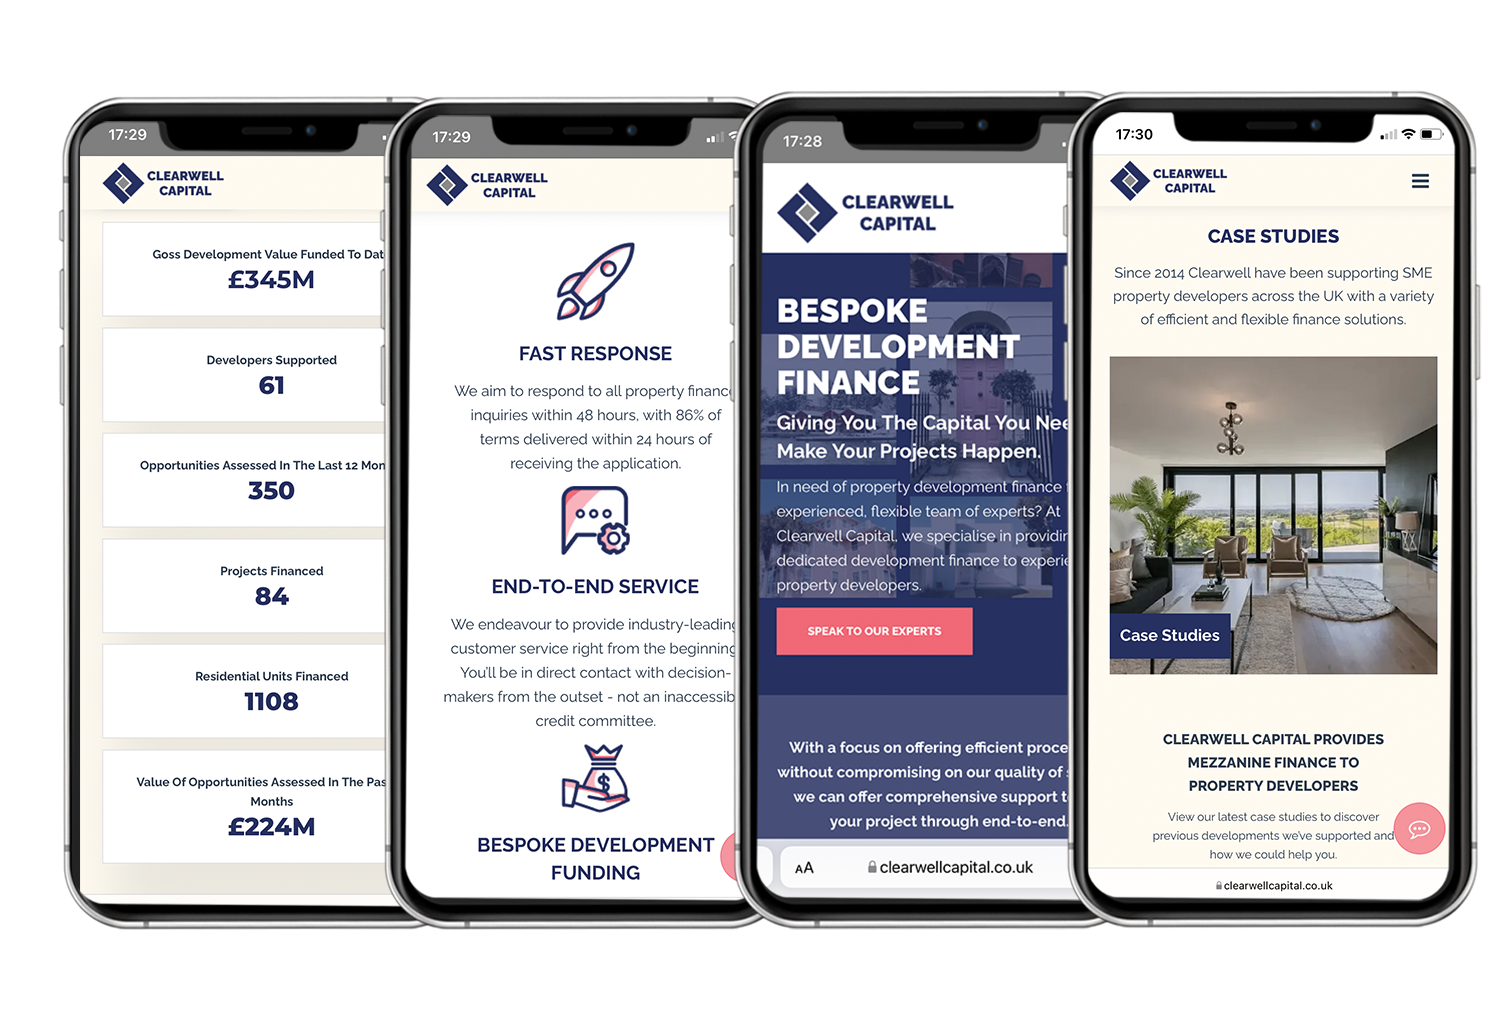 17:29
CLEARWELL
CAPITAL
Goss Development Value Funded To
£345M
Developers Supported
61
Opportunities Assessed In The Last 12
350
Projects Financed
84
Residential Units Financed
1108
Value Of Opportunities Assessed In The
Months
£224M
17:29
CLEARWELL
CAPITAL
FAST RESPONSE
We aim to respond to all property
inquiries within 48 hours, with 86% of
terms delivered within 24 hours of
receiving the application.
END-TO-END SERVICE
We endeavour to provide industry-leading
customer service right from the beginning
You'll be in direct contact with decision-
makers from the outset - not an
credit committee.
$
BESPOKE DEVELOPMENT
FUNDING
17:28
CLEARWELL
CAPITAL
BESPOKE
DEVELOPMENT
FINANCE
Giving You The Capital You
Make Your Projects Happen.
In need of property development finance
experienced, flexible team of experts? At
Clearwell Capital, we specialise in
dedicated development finance to
property developers.
SPEAK TO OUR EXPERTS
With a focus on offering efficient
without compromising on our quality of
we can offer comprehensive support
your project through end-to-end.
AA clearwellcapital.co.uk
17:30
CLEARWELL
CAPITAL
CASE STUDIES
Since 2014 Clearwell have been supporting SME
property developers across the UK with a variety
of efficient and flexible finance solutions.
Case Studies
CLEARWELL CAPITAL PROVIDES
MEZZANINE FINANCE TO
PROPERTY DEVELOPERS
View our latest case studies to discover
previous developments we've supported and
how we could help you.
clearwellcapital.co.uk